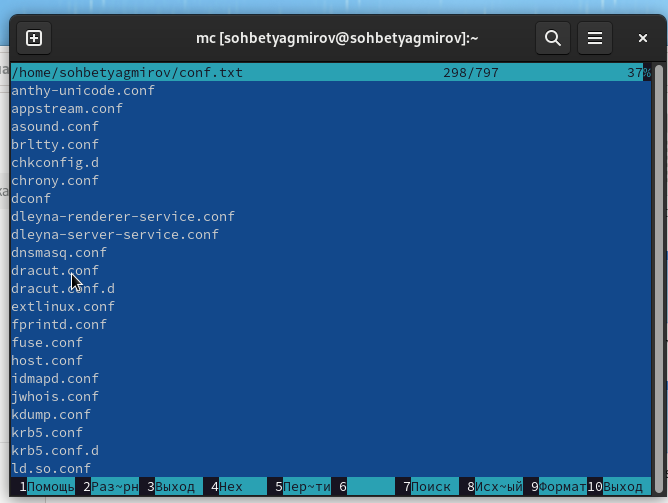 mc [sohbetyagmirov@sohbetyagmirov]:~
/home/sohbetyagmirov/conf.txt 298/797 37%
anthy-unicode.conf
appstream.conf
asound.conf
brltty.conf
chkconfig.d
chrony.conf
dconf
dleyna-renderer-service.conf
dleyna-server-service.conf
dnsmasq.conf
dracut.conf
dracut.conf.d
extlinux.conf
fprintd.conf
fuse.conf
host.conf
idmapd.conf
jwhois.conf
kdump.conf
krb5.conf
krb5.conf.d
ld.so.conf
1Помощь 2Раз~рн 3Выход 4Hex 5Пер~ти 6 7Поиск 8Исх~ый 9Формат 10Выход